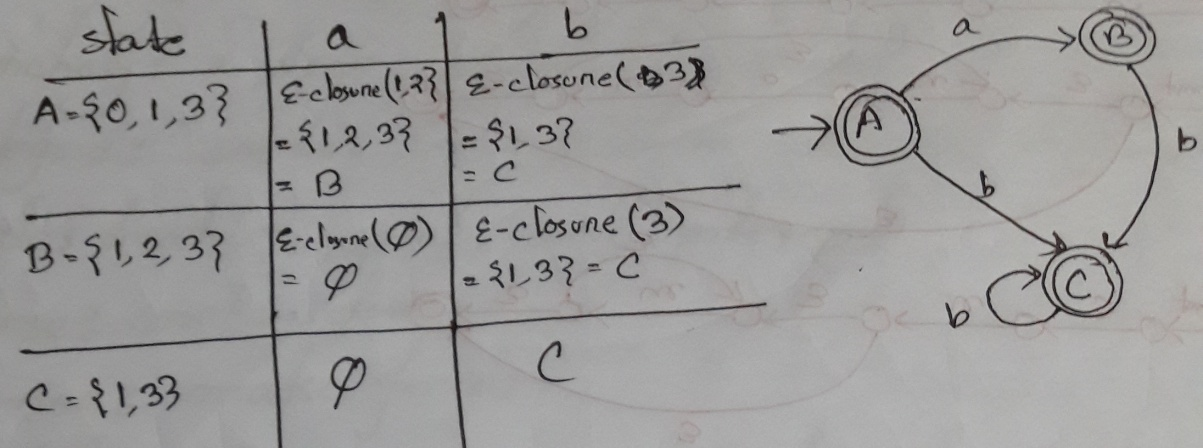 state a b
A={0, 1, 3} ε-closure(1,2} ε-closure(3}
={1,2,3} = {1,3}
= B = C
B={1,2,3} ε-closure(∅) ε-closure(3)
= ∅ = {1,3} = C
C={1,3} ∅ C
a B
A
b b
C
b